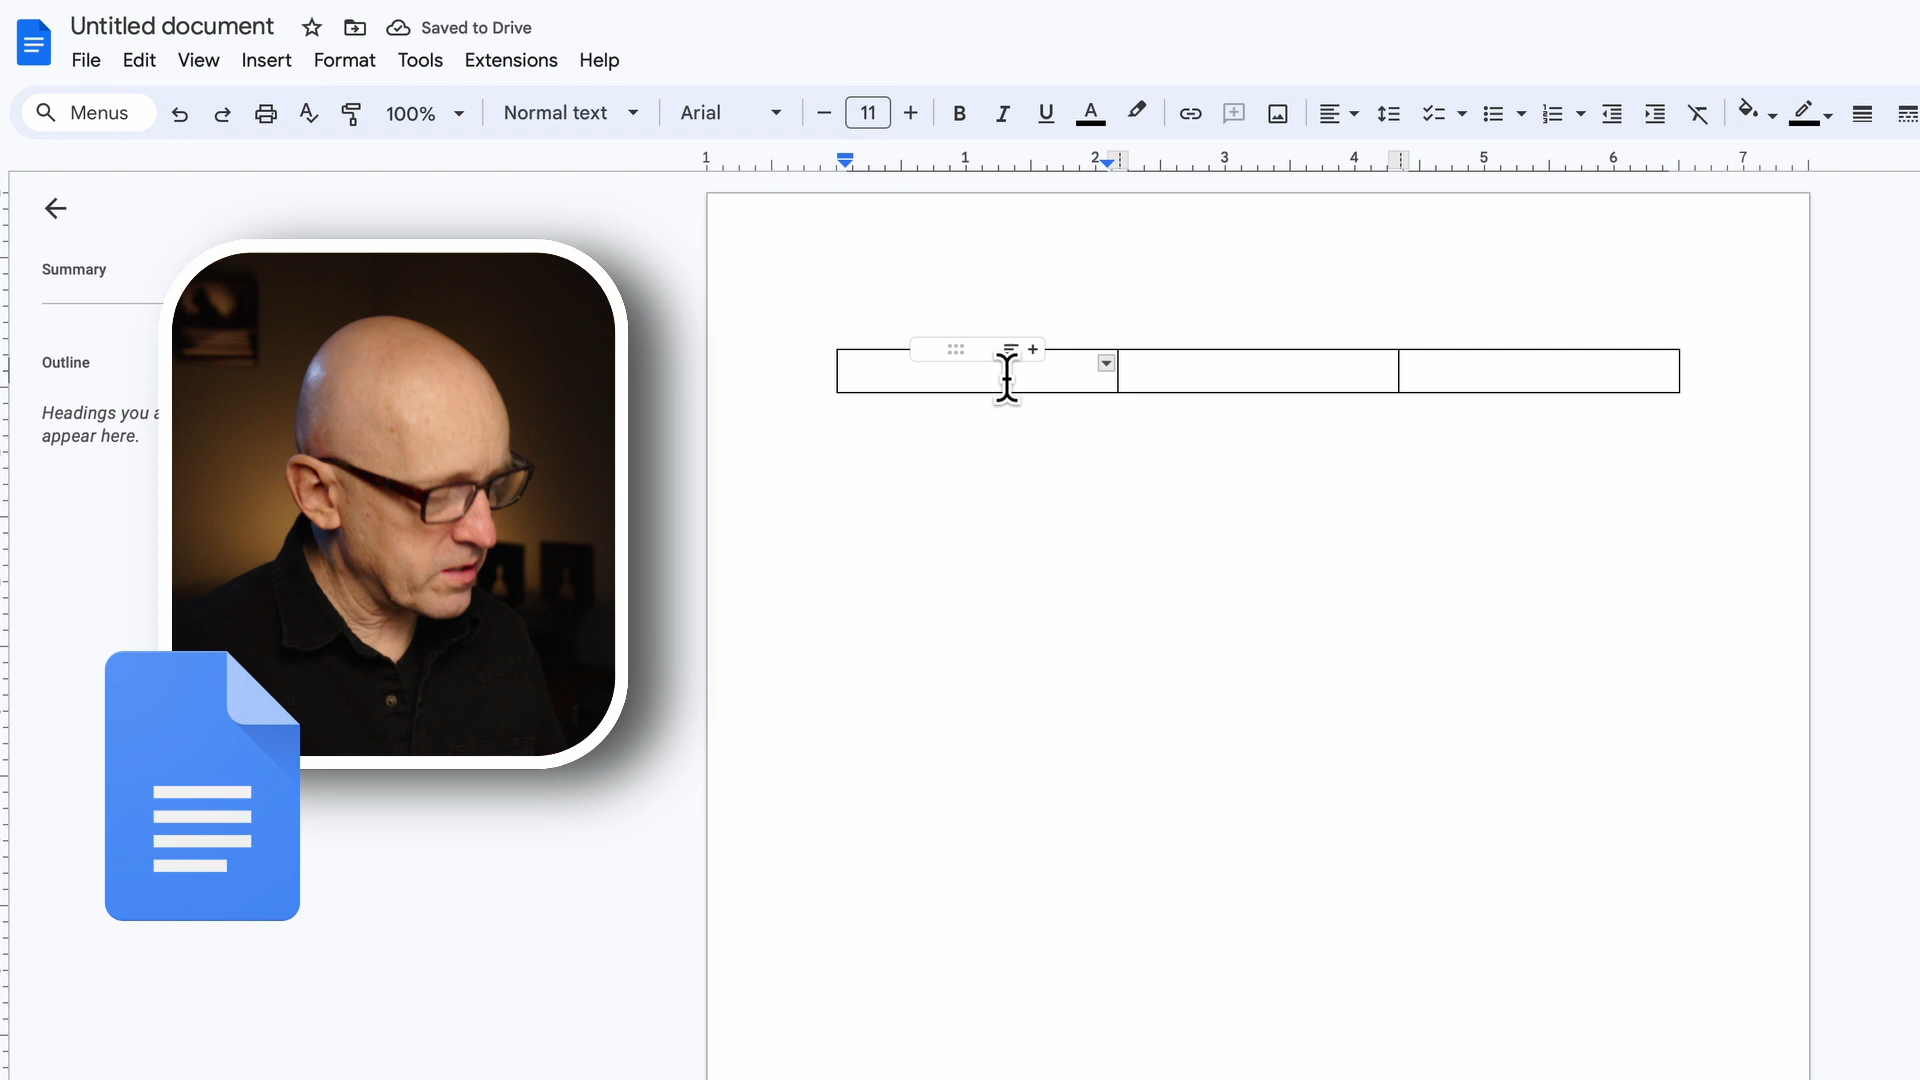 Untitled document
Saved to Drive
File Edit View Insert Format Tools Extensions Help
Menus 100% Normal text Arial 11 B I U A
1 1 2 3 4 5 6 7
Summary
Outline
Headings you a
appear here.